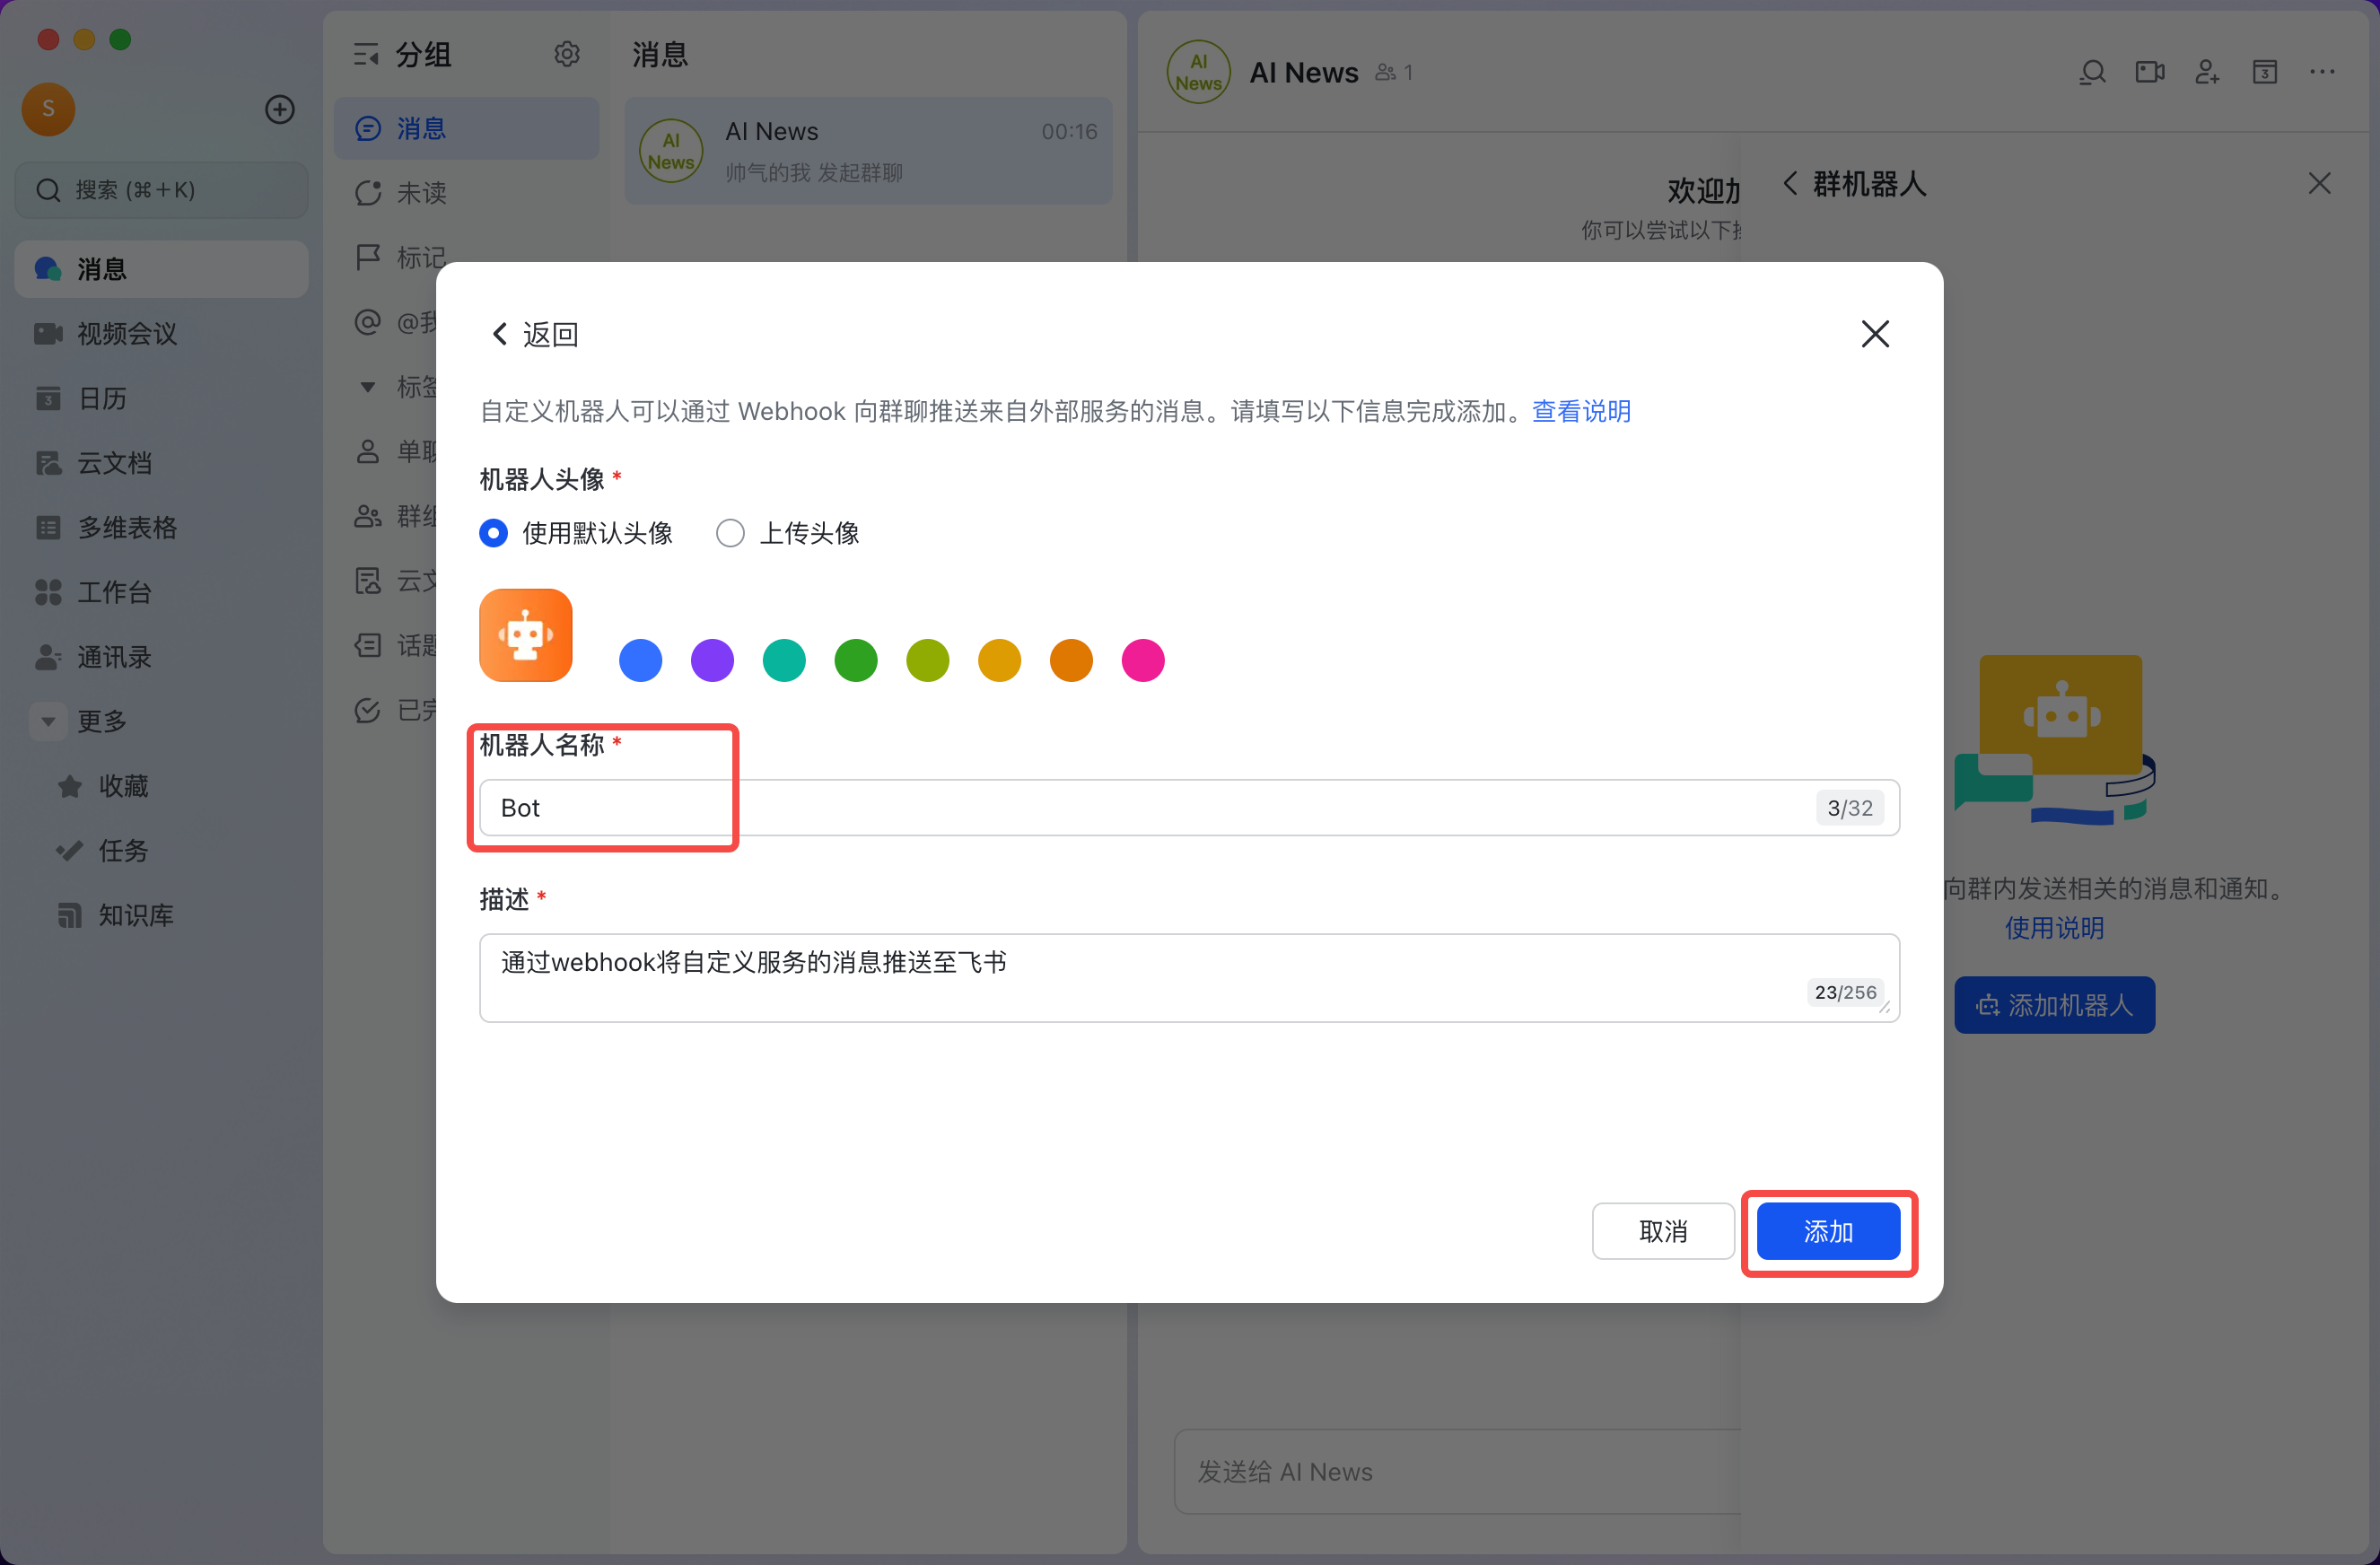 S
搜索 (⌘+K)
消息
视频会议
3
日历
云文档
多维表格
工作台
通讯录
更多
收藏
任务
知识库
分组
消息
未读
标记
@我
标签
单聊
群组
云文
话题
已完
消息
AI News
AI News
00:16
帅气的我 发起群聊
AI News
AI News
1
3
欢迎加
你可以尝试以下操
群机器人
返回
自定义机器人可以通过 Webhook 向群聊推送来自外部服务的消息。请填写以下信息完成添加。查看说明
机器人头像 *
使用默认头像
上传头像
机器人名称 *
Bot
3/32
描述 *
通过webhook将自定义服务的消息推送至飞书
23/256
取消
添加
向群内发送相关的消息和通知。
使用说明
添加机器人
发送给 AI News